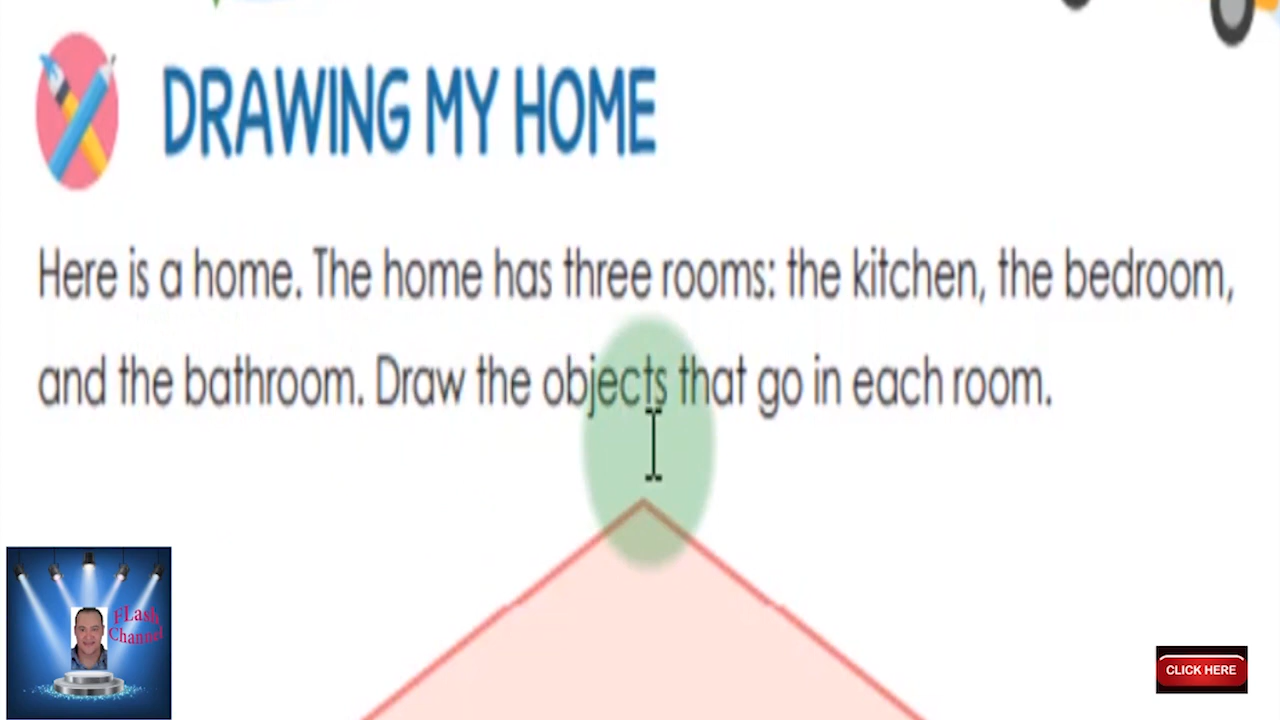 DRAWING MY HOME
Here is a home. The home has three rooms: the kitchen, the bedroom,
and the bathroom. Draw the objects that go in each room.
FLash
Channel
CLICK HERE